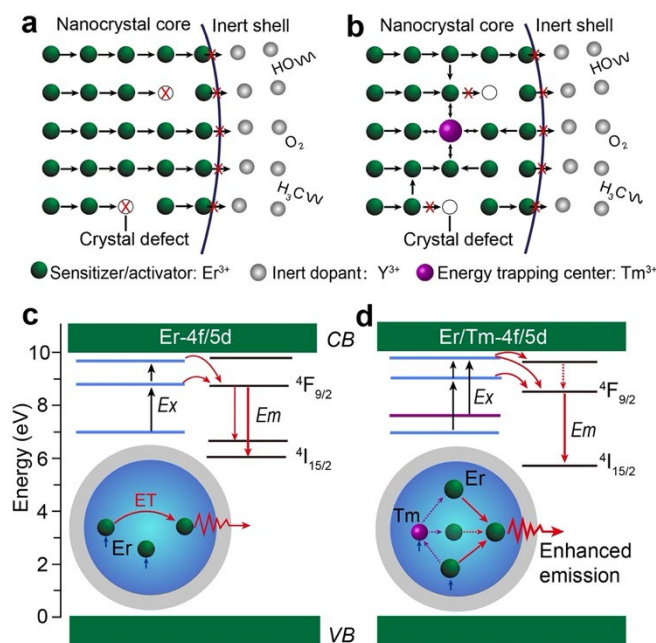 a
Nanocrystal core
Inert shell
HO
O₂
H₃C
Crystal defect
b
Nanocrystal core
Inert shell
HO
O₂
H₃C
Crystal defect
Sensitizer/activator: Er³⁺
Inert dopant: Y³⁺
Energy trapping center: Tm³⁺
c
Er-4f/5d
CB
d
Er/Tm-4f/5d
Energy (eV)
10
8
6
4
2
0
Ex
Em
⁴F₉/₂
⁴I₁₅/₂
ET
Er
Ex
Em
⁴F₉/₂
⁴I₁₅/₂
Er
Tm
Enhanced
emission
VB